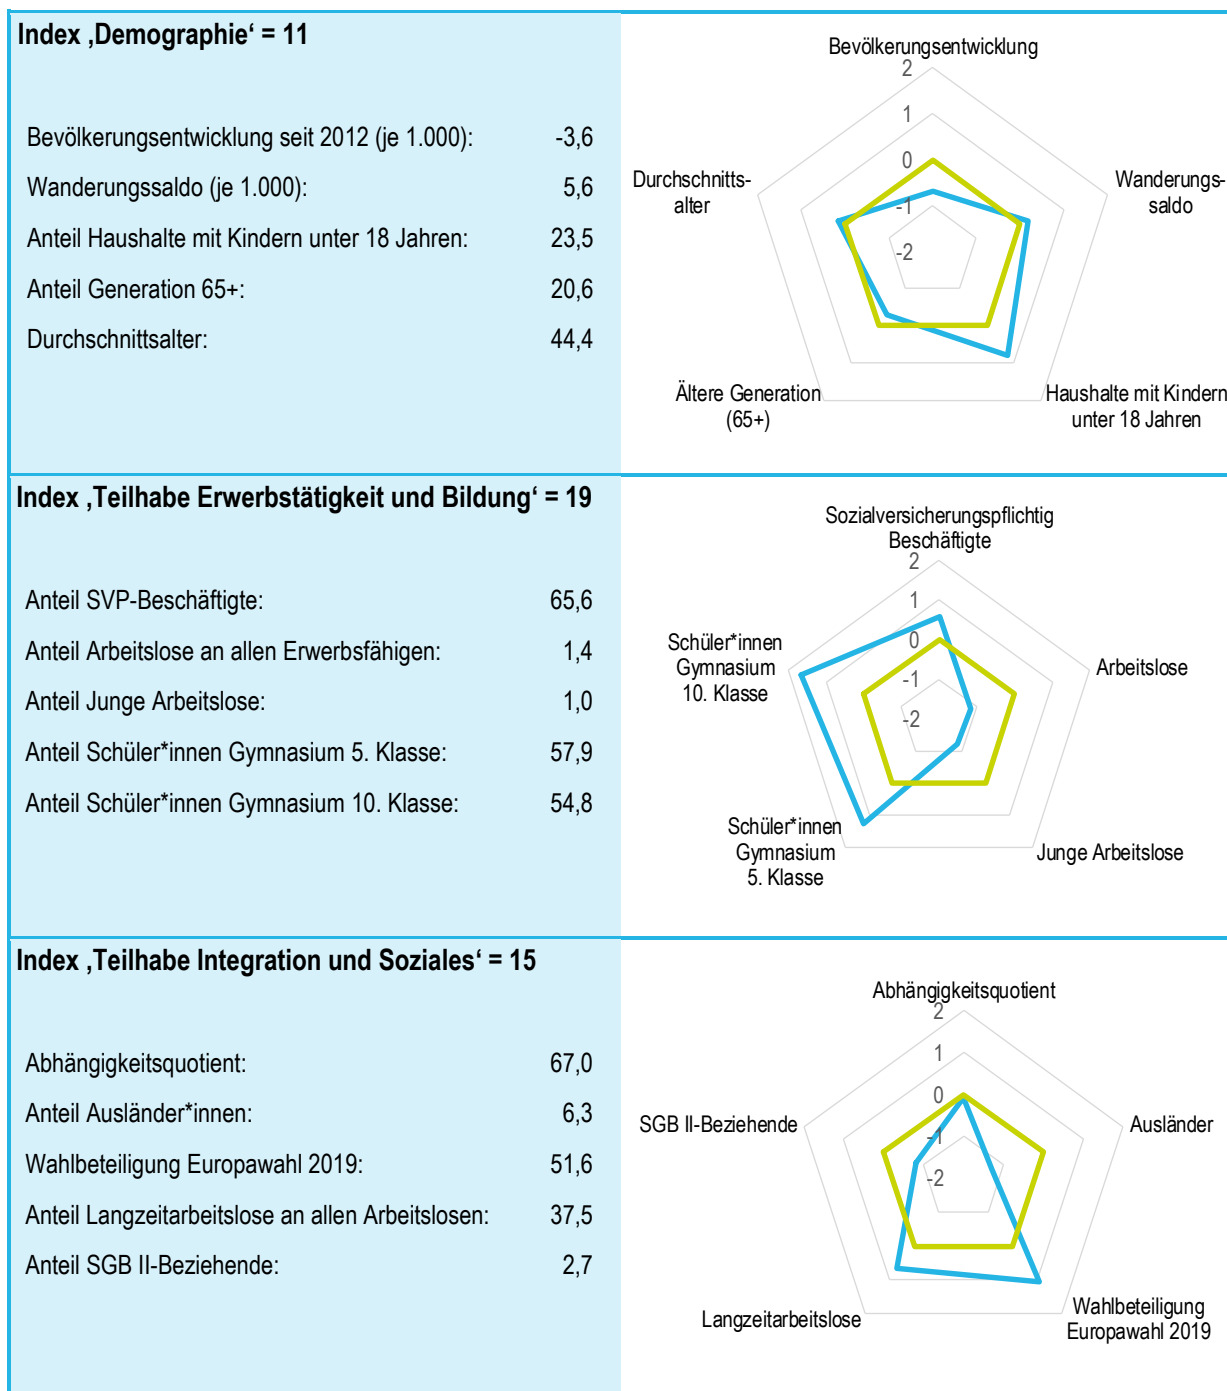 Index ‚Demographie‘ = 11
Bevölkerungsentwicklung seit 2012 (je 1.000): -3,6
Wanderungssaldo (je 1.000): 5,6
Anteil Haushalte mit Kindern unter 18 Jahren: 23,5
Anteil Generation 65+: 20,6
Durchschnittsalter: 44,4
Bevölkerungsentwicklung
2
1
0
-1
-2
Durchschnitts-
alter
Wanderungs-
saldo
Ältere Generation
(65+)
Haushalte mit Kindern
unter 18 Jahren
Index ‚Teilhabe Erwerbstätigkeit und Bildung‘ = 19
Anteil SVP-Beschäftigte: 65,6
Anteil Arbeitslose an allen Erwerbsfähigen: 1,4
Anteil Junge Arbeitslose: 1,0
Anteil Schüler*innen Gymnasium 5. Klasse: 57,9
Anteil Schüler*innen Gymnasium 10. Klasse: 54,8
Sozialversicherungspflichtig
Beschäftigte
2
1
0
-1
-2
Schüler*innen
Gymnasium
10. Klasse
Arbeitslose
Schüler*innen
Gymnasium
5. Klasse
Junge Arbeitslose
Index ‚Teilhabe Integration und Soziales‘ = 15
Abhängigkeitsquotient: 67,0
Anteil Ausländer*innen: 6,3
Wahlbeteiligung Europawahl 2019: 51,6
Anteil Langzeitarbeitslose an allen Arbeitslosen: 37,5
Anteil SGB II-Beziehende: 2,7
Abhängigkeitsquotient
2
1
0
-1
-2
SGB II-Beziehende
Ausländer
Langzeitarbeitslose
Wahlbeteiligung
Europawahl 2019